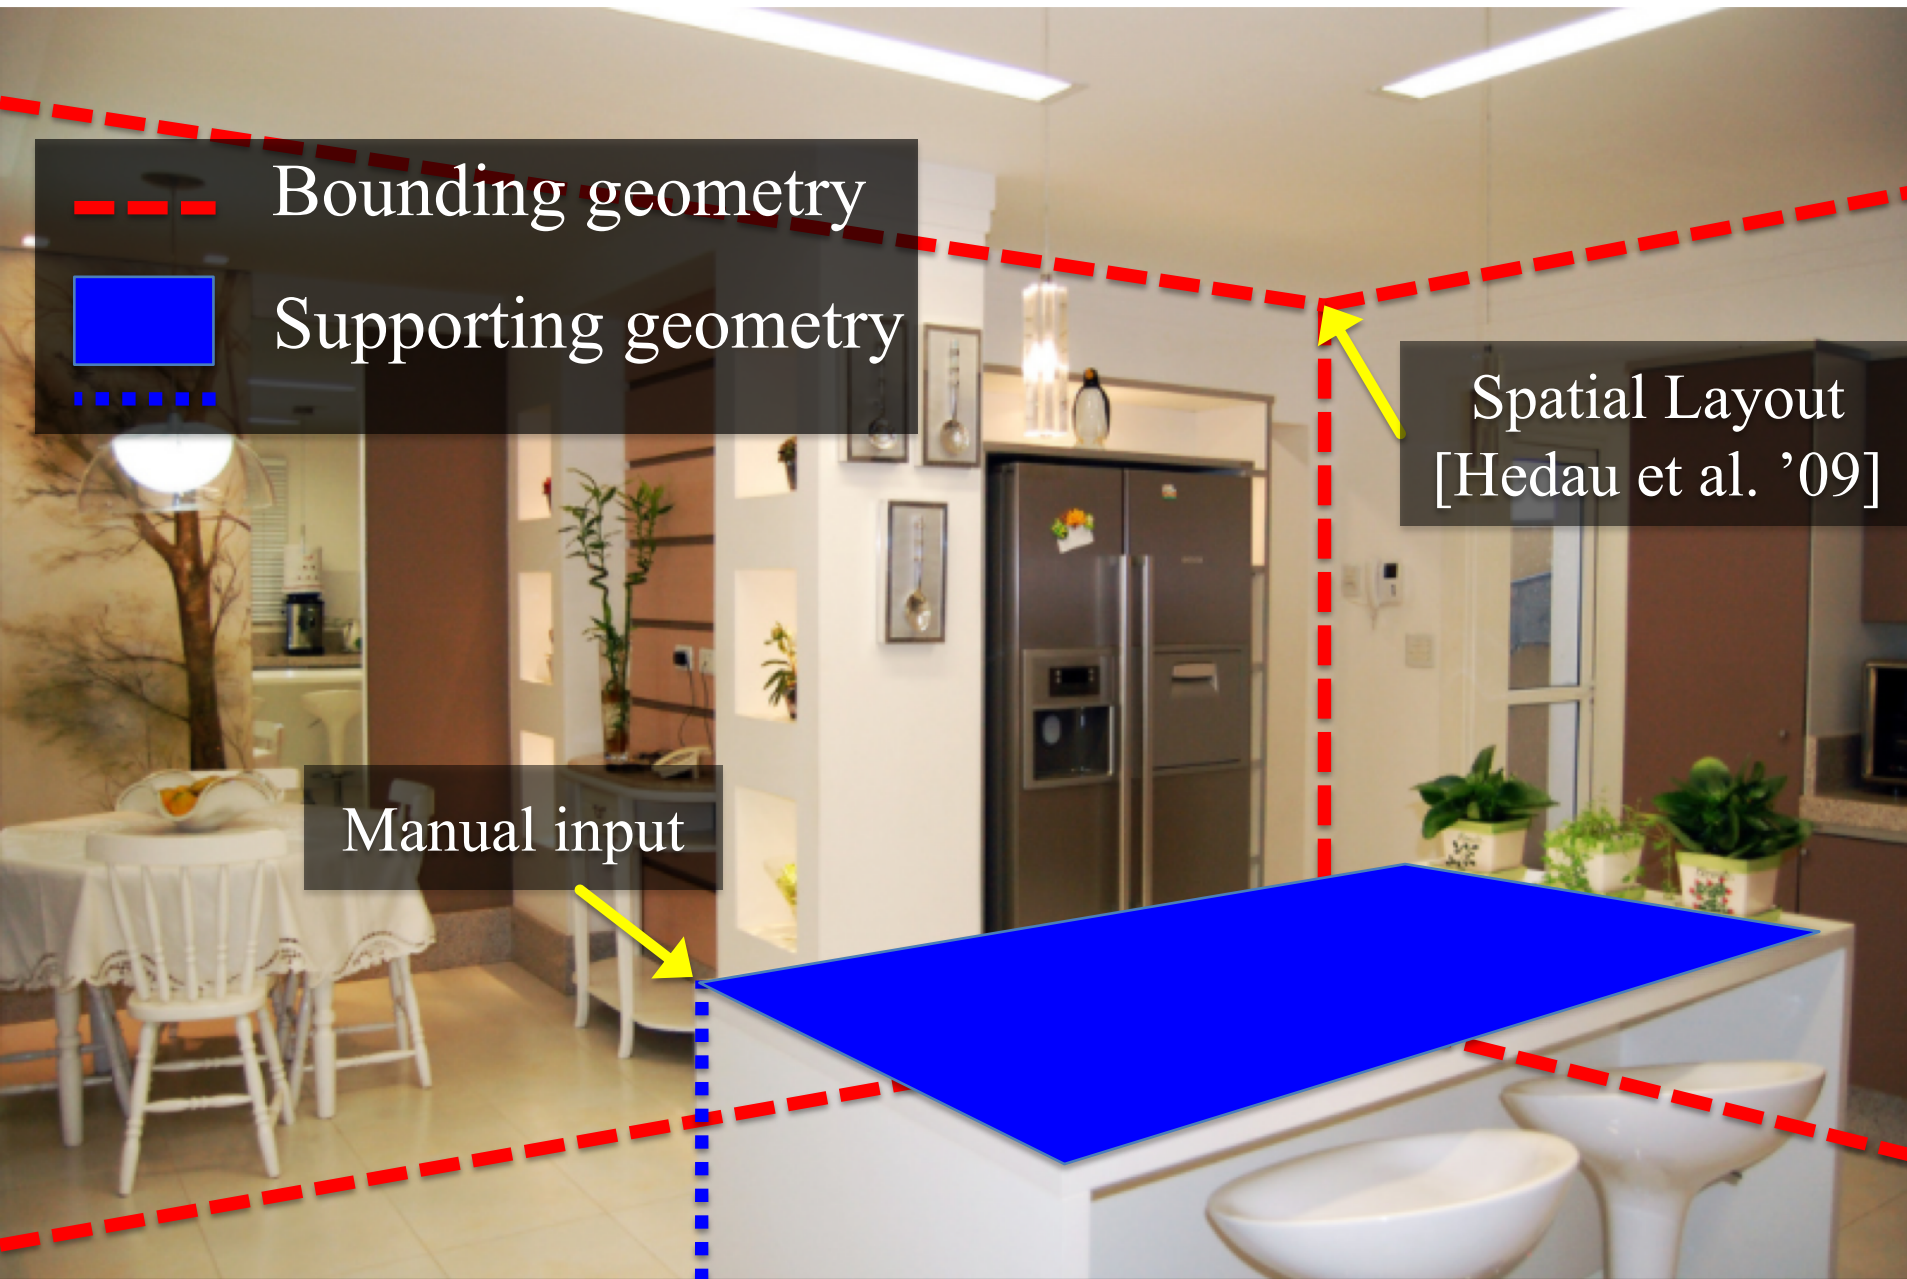 Bounding geometry
Supporting geometry
Spatial Layout
[Hedau et al. ’09]
Manual input